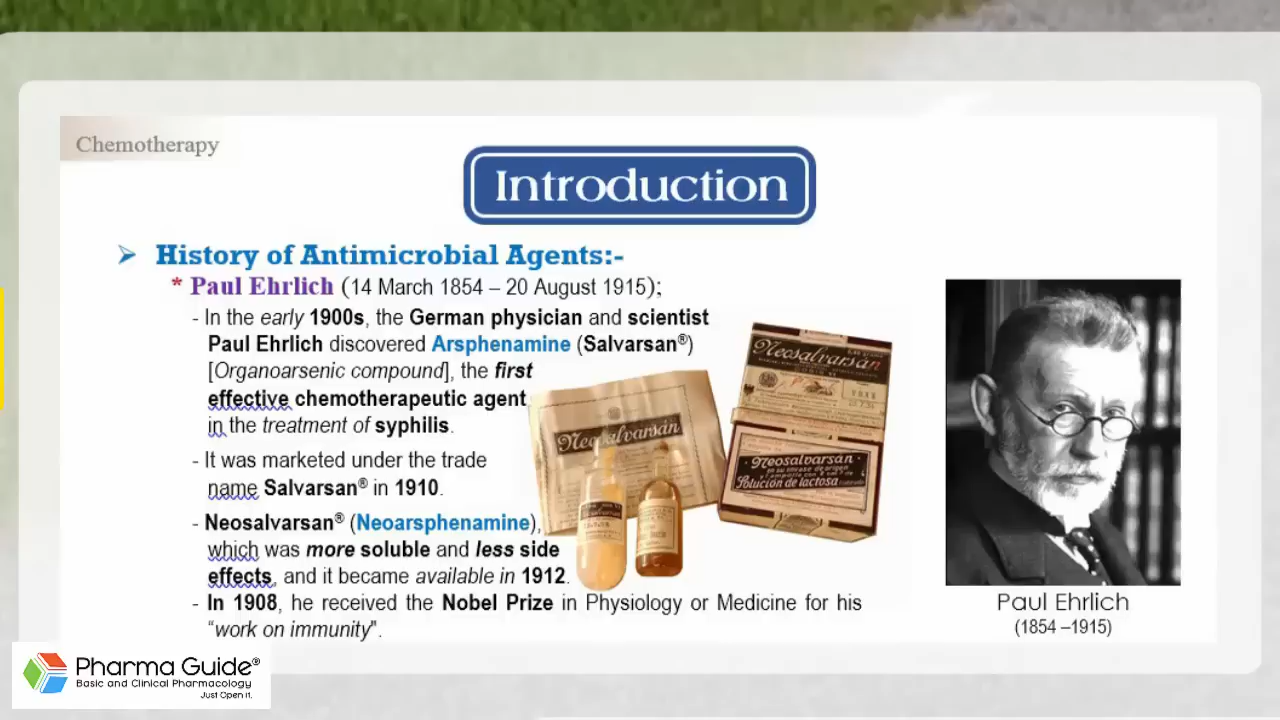 Chemotherapy
Introduction
➢ History of Antimicrobial Agents:-
* Paul Ehrlich (14 March 1854 – 20 August 1915);
- In the early 1900s, the German physician and scientist
Paul Ehrlich discovered Arsphenamine (Salvarsan®)
[Organoarsenic compound], the first
effective chemotherapeutic agent
in the treatment of syphilis.
- It was marketed under the trade
name Salvarsan® in 1910.
- Neosalvarsan® (Neoarsphenamine),
which was more soluble and less side
effects, and it became available in 1912.
- In 1908, he received the Nobel Prize in Physiology or Medicine for his
“work on immunity”.
Neosalvarsán
Neosalvarsán
Neosalvarsán
Solución de lactosa
Paul Ehrlich
(1854 –1915)
Pharma Guide®
Basic and Clinical Pharmacology
Just Open it.